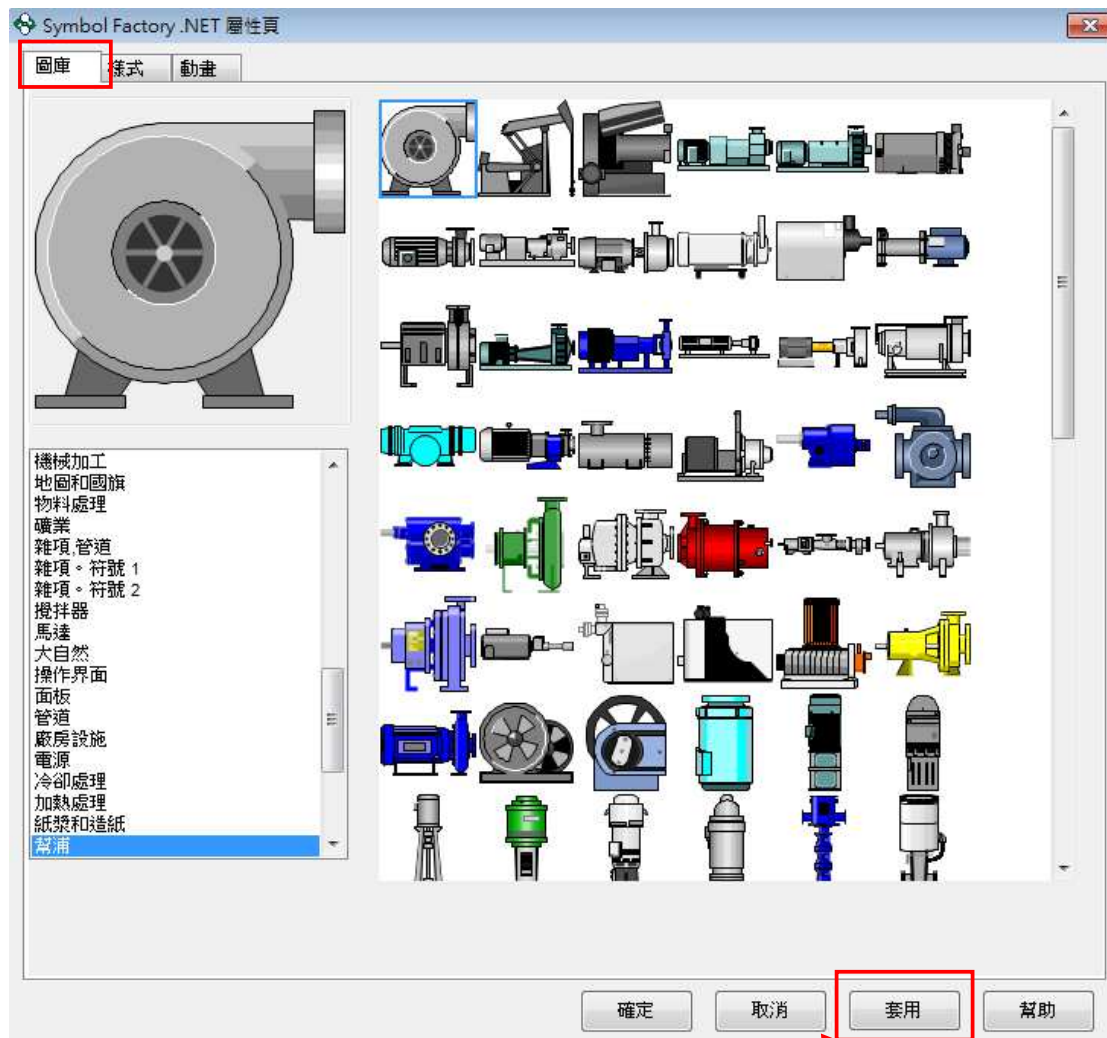 Symbol Factory .NET 屬性頁
圖庫 樣式 動畫
機械加工
地圖和國旗
物料處理
礦業
雜項,管道
雜項。符號 1
雜項。符號 2
攪拌器
馬達
大自然
操作界面
面板
管道
廠房設施
電源
冷卻處理
加熱處理
紙漿和造紙
幫浦
確定 取消 套用 幫助